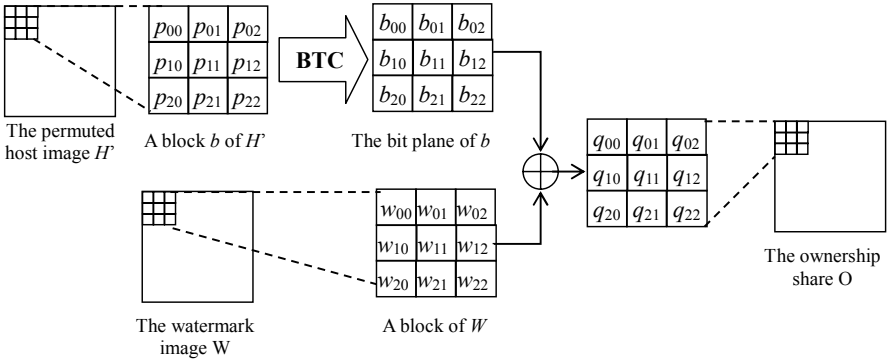 p00 p01 p02
p10 p11 p12
p20 p21 p22
The permuted
host image H'
A block b of H'
BTC
b00 b01 b02
b10 b11 b12
b20 b21 b22
The bit plane of b
w00 w01 w02
w10 w11 w12
w20 w21 w22
The watermark
image W
A block of W
q00 q01 q02
q10 q11 q12
q20 q21 q22
The ownership
share O